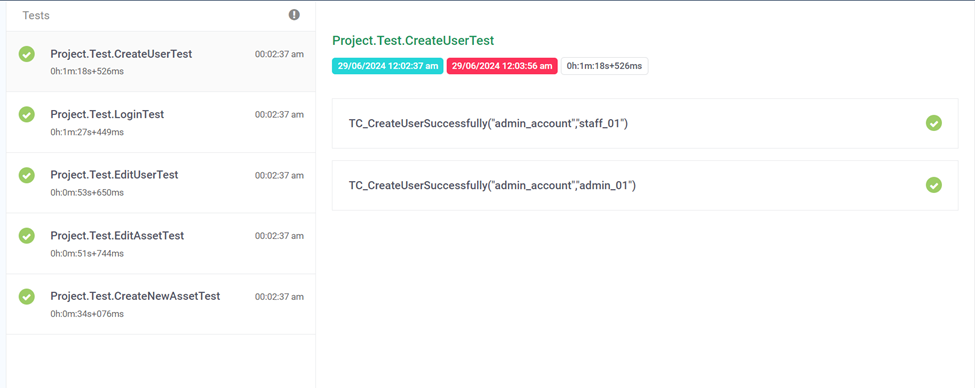 Tests
Project.Test.CreateUserTest 00:02:37 am
0h:1m:18s+526ms
Project.Test.LoginTest 00:02:37 am
0h:1m:27s+449ms
Project.Test.EditUserTest 00:02:37 am
0h:0m:53s+650ms
Project.Test.EditAssetTest 00:02:37 am
0h:0m:51s+744ms
Project.Test.CreateNewAssetTest 00:02:37 am
0h:0m:34s+076ms
Project.Test.CreateUserTest
29/06/2024 12:02:37 am 29/06/2024 12:03:56 am 0h:1m:18s+526ms
TC_CreateUserSuccessfully("admin_account","staff_01")
TC_CreateUserSuccessfully("admin_account","admin_01")